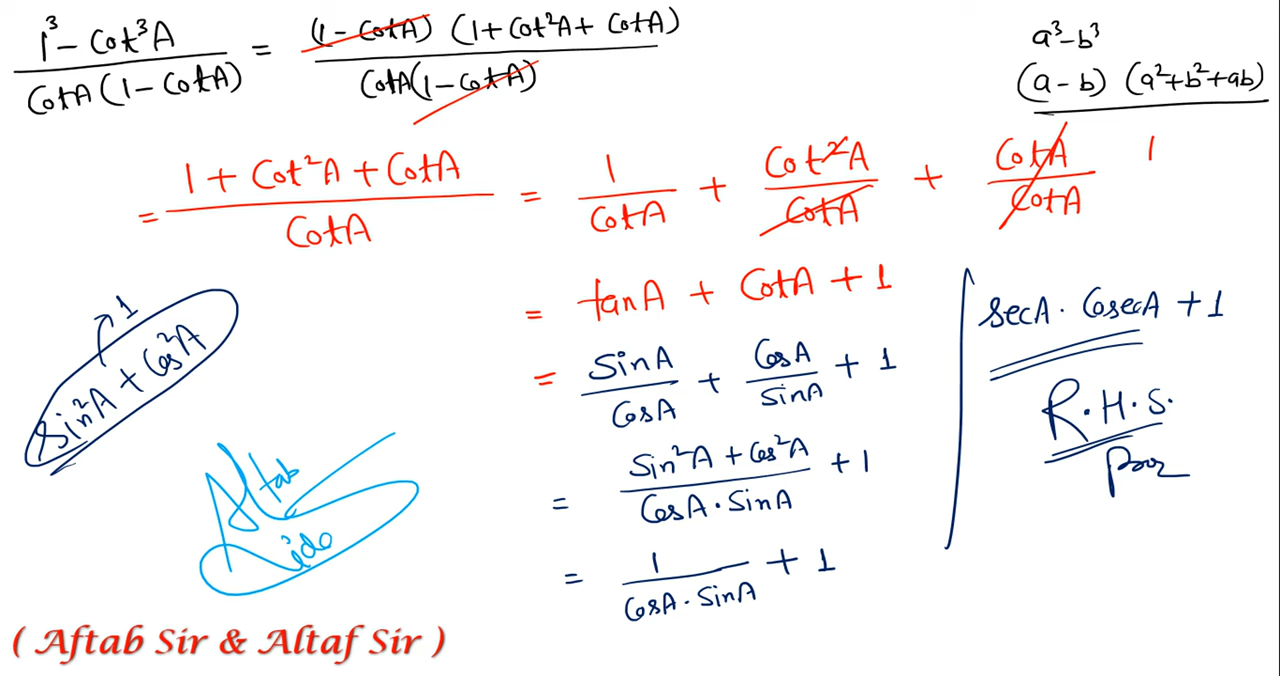 1³ - Cot³A / CotA (1 - CotA) = (1 - CotA) (1 + Cot²A + CotA) / CotA (1 - CotA)
a³ - b³
(a - b) (a² + b² + ab)
= 1 + Cot²A + CotA / CotA = 1 / CotA + Cot²A / CotA + CotA / CotA 1
= tanA + CotA + 1
= SinA / CosA + CosA / SinA + 1
= Sin²A + Cos²A / CosA · SinA + 1
= 1 / CosA · SinA + 1
secA · CosecA + 1
R.H.S.
1
Sin²A + Cos²A
( Aftab Sir & Altaf Sir )